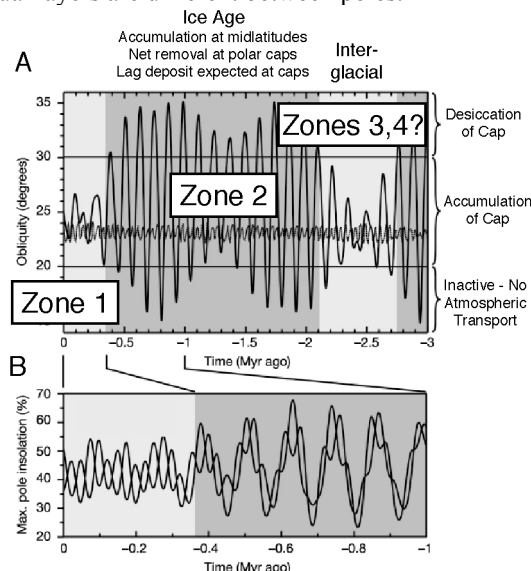 Ice Age
Accumulation at midlatitudes
Net removal at polar caps
Lag deposit expected at caps
Inter-
glacial
A
35
30
25
20
Obliquity (degrees)
Zones 3,4?
Zone 2
Zone 1
Desiccation
of Cap
Accumulation
of Cap
Inactive - No
Atmospheric
Transport
0 -0.5 -1 -1.5 -2 -2.5 -3
Time (Myr ago)
B
70
60
50
40
30
20
Max. pole insolation (%)
0 -0.2 -0.4 -0.6 -0.8 -1
Time (Myr ago)